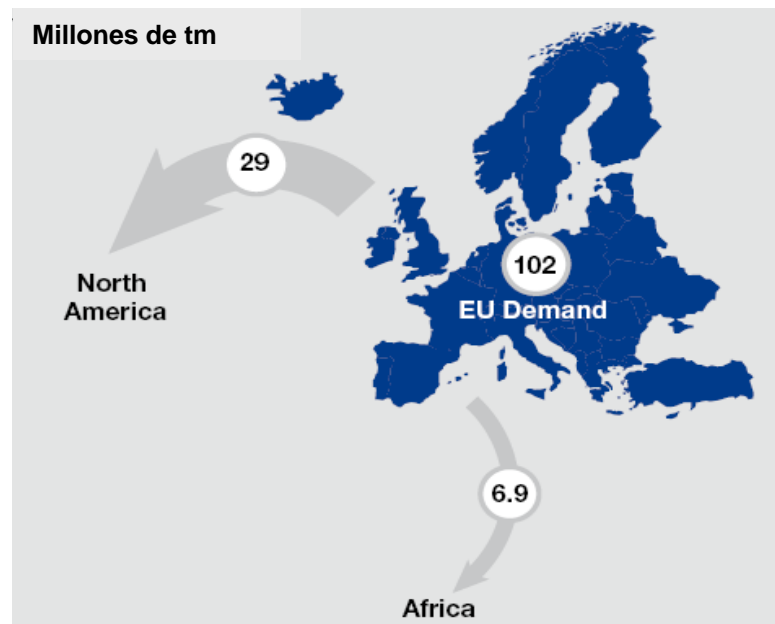 Millones de tm
29
North
America
102
EU Demand
6.9
Africa